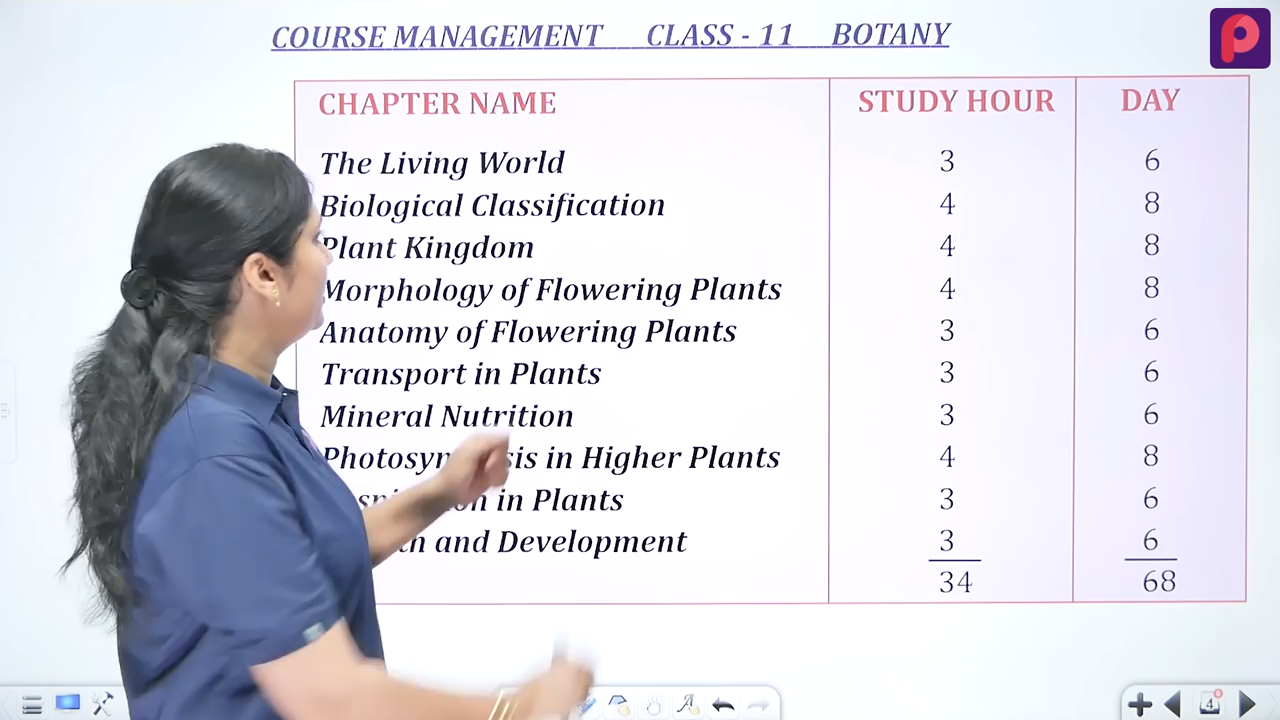 COURSE MANAGEMENT CLASS - 11 BOTANY
CHAPTER NAME STUDY HOUR DAY
The Living World 3 6
Biological Classification 4 8
Plant Kingdom 4 8
Morphology of Flowering Plants 4 8
Anatomy of Flowering Plants 3 6
Transport in Plants 3 6
Mineral Nutrition 3 6
in Higher Plants 4 8
in Plants 3 6
and Development 3 6
34 68
4